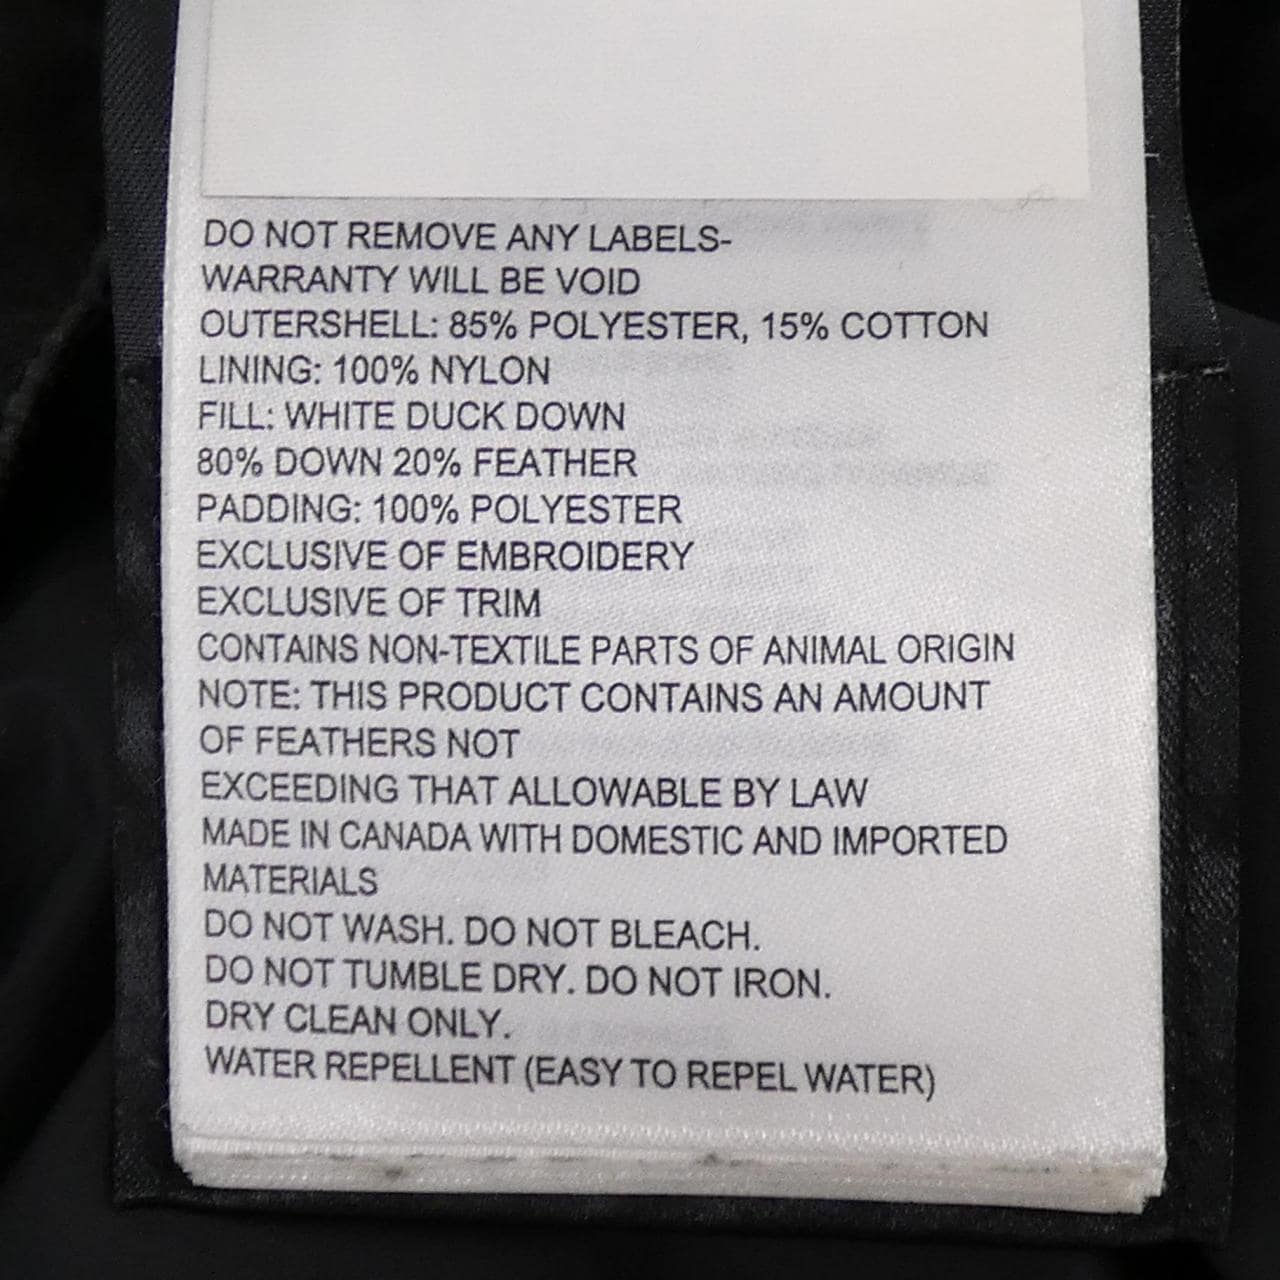 DO NOT REMOVE ANY LABELS-
WARRANTY WILL BE VOID
OUTERSHELL: 85% POLYESTER, 15% COTTON
LINING: 100% NYLON
FILL: WHITE DUCK DOWN
80% DOWN 20% FEATHER
PADDING: 100% POLYESTER
EXCLUSIVE OF EMBROIDERY
EXCLUSIVE OF TRIM
CONTAINS NON-TEXTILE PARTS OF ANIMAL ORIGIN
NOTE: THIS PRODUCT CONTAINS AN AMOUNT
OF FEATHERS NOT
EXCEEDING THAT ALLOWABLE BY LAW
MADE IN CANADA WITH DOMESTIC AND IMPORTED
MATERIALS
DO NOT WASH. DO NOT BLEACH.
DO NOT TUMBLE DRY. DO NOT IRON.
DRY CLEAN ONLY.
WATER REPELLENT (EASY TO REPEL WATER)